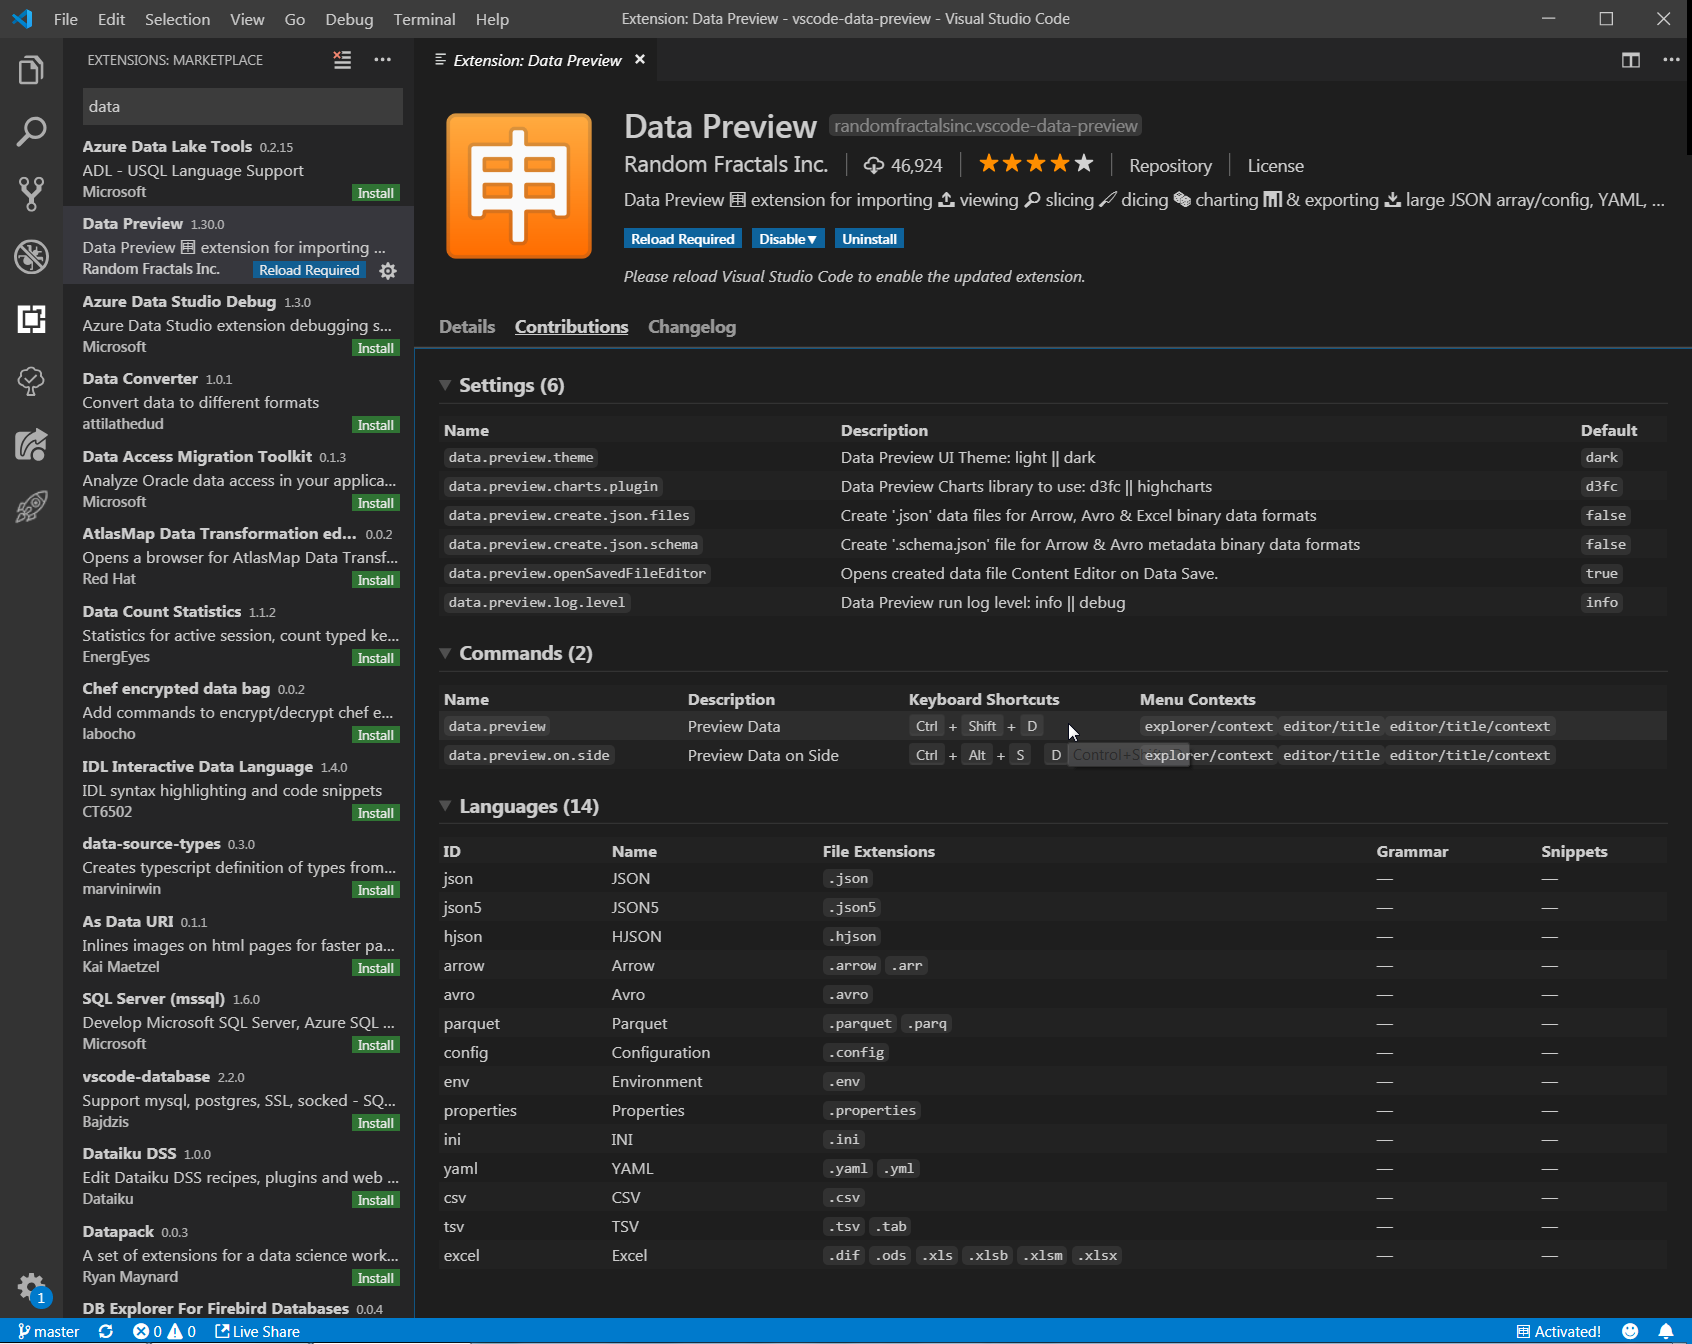 File Edit Selection View Go Debug Terminal Help
Extension: Data Preview - vscode-data-preview - Visual Studio Code
EXTENSIONS: MARKETPLACE
data
Azure Data Lake Tools 0.2.15
ADL - USQL Language Support
Microsoft Install
Data Preview 1.30.0
Data Preview 🈸 extension for importing ...
Random Fractals Inc. Reload Required
Azure Data Studio Debug 1.3.0
Azure Data Studio extension debugging s...
Microsoft Install
Data Converter 1.0.1
Convert data to different formats
attilathedud Install
Data Access Migration Toolkit 0.1.3
Analyze Oracle data access in your applica...
Microsoft Install
AtlasMap Data Transformation ed... 0.0.2
Opens a browser for AtlasMap Data Transf...
Red Hat Install
Data Count Statistics 1.1.2
Statistics for active session, count typed ke...
EnergEyes Install
Chef encrypted data bag 0.0.2
Add commands to encrypt/decrypt chef e...
labocho Install
IDL Interactive Data Language 1.4.0
IDL syntax highlighting and code snippets
CT6502 Install
data-source-types 0.3.0
Creates typescript definition of types from...
marvinirwin Install
As Data URI 0.1.1
Inlines images on html pages for faster pa...
Kai Maetzel Install
SQL Server (mssql) 1.6.0
Develop Microsoft SQL Server, Azure SQL ...
Microsoft Install
vscode-database 2.2.0
Support mysql, postgres, SSL, socked - SQ...
Bajdzis Install
Dataiku DSS 1.0.0
Edit Dataiku DSS recipes, plugins and web ...
Dataiku Install
Datapack 0.0.3
A set of extensions for a data science work...
Ryan Maynard Install
DB Explorer For Firebird Databases 0.0.4
1
Extension: Data Preview
申
Data Preview randomfractalsinc.vscode-data-preview
Random Fractals Inc. 46,924 Repository License
Data Preview 🈸 extension for importing 📤 viewing 🔎 slicing 🔪 dicing 🎲 charting 📊 & exporting 📥 large JSON array/config, YAML, ...
Reload Required Disable▼ Uninstall
Please reload Visual Studio Code to enable the updated extension.
Details Contributions Changelog
Settings (6)
Name Description Default
data.preview.theme Data Preview UI Theme: light || dark dark
data.preview.charts.plugin Data Preview Charts library to use: d3fc || highcharts d3fc
data.preview.create.json.files Create '.json' data files for Arrow, Avro & Excel binary data formats false
data.preview.create.json.schema Create '.schema.json' file for Arrow & Avro metadata binary data formats false
data.preview.openSavedFileEditor Opens created data file Content Editor on Data Save. true
data.preview.log.level Data Preview run log level: info || debug info
Commands (2)
Name Description Keyboard Shortcuts Menu Contexts
data.preview Preview Data Ctrl + Shift + D explorer/context editor/title editor/title/context
data.preview.on.side Preview Data on Side Ctrl + Alt + S D explorer/context editor/title editor/title/context
Languages (14)
ID Name File Extensions Grammar Snippets
json JSON .json — —
json5 JSON5 .json5 — —
hjson HJSON .hjson — —
arrow Arrow .arrow .arr — —
avro Avro .avro — —
parquet Parquet .parquet .parq — —
config Configuration .config — —
env Environment .env — —
properties Properties .properties — —
ini INI .ini — —
yaml YAML .yaml .yml — —
csv CSV .csv — —
tsv TSV .tsv .tab — —
excel Excel .dif .ods .xls .xlsb .xlsm .xlsx — —
master 0 0 Live Share 🈸 Activated!